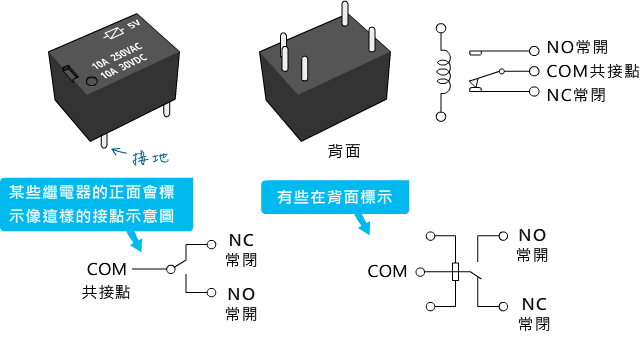 5V
10A 250VAC
10A 30VDC
接地
背面
NO常開
COM共接點
NC常閉
某些繼電器的正面會標
示像這樣的接點示意圖
有些在背面標示
NC
常閉
COM
共接點
NO
常開
NO
常開
COM
NC
常閉